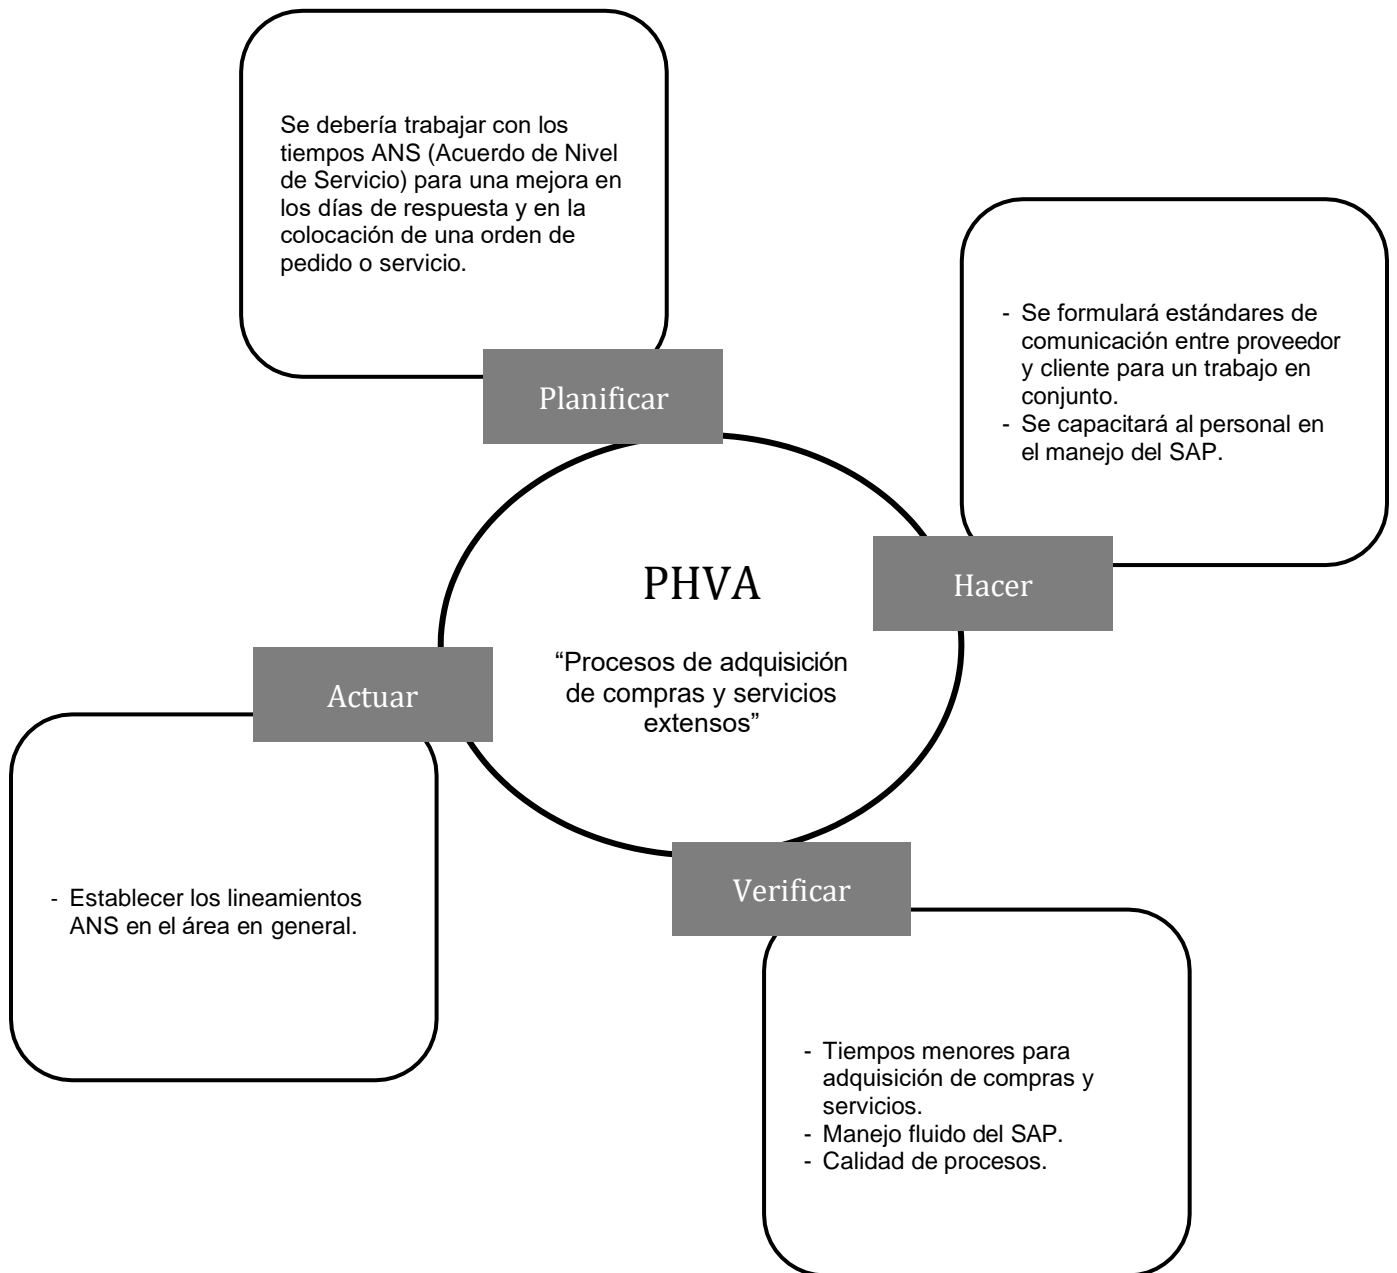 Se debería trabajar con los
tiempos ANS (Acuerdo de Nivel
de Servicio) para una mejora en
los días de respuesta y en la
colocación de una orden de
pedido o servicio.
Planificar
- Se formulará estándares de
comunicación entre proveedor
y cliente para un trabajo en
conjunto.
- Se capacitará al personal en
el manejo del SAP.
Hacer
PHVA
“Procesos de adquisición
de compras y servicios
extensos”
Actuar
- Establecer los lineamientos
ANS en el área en general.
Verificar
- Tiempos menores para
adquisición de compras y
servicios.
- Manejo fluido del SAP.
- Calidad de procesos.